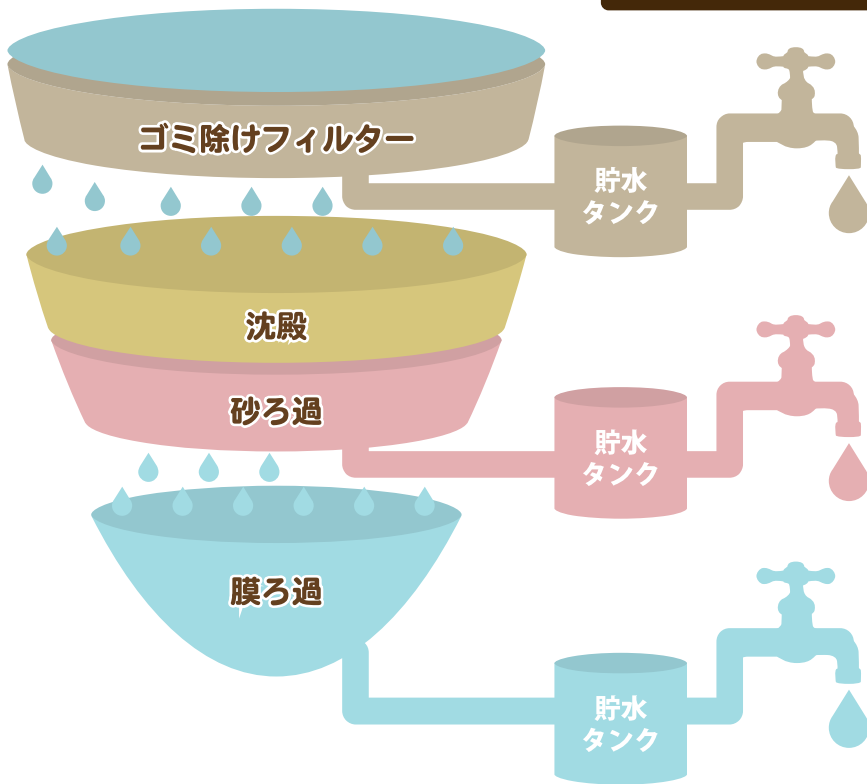 ゴミ除けフィルター
貯水
タンク
沈殿
砂ろ過
貯水
タンク
膜ろ過
貯水
タンク